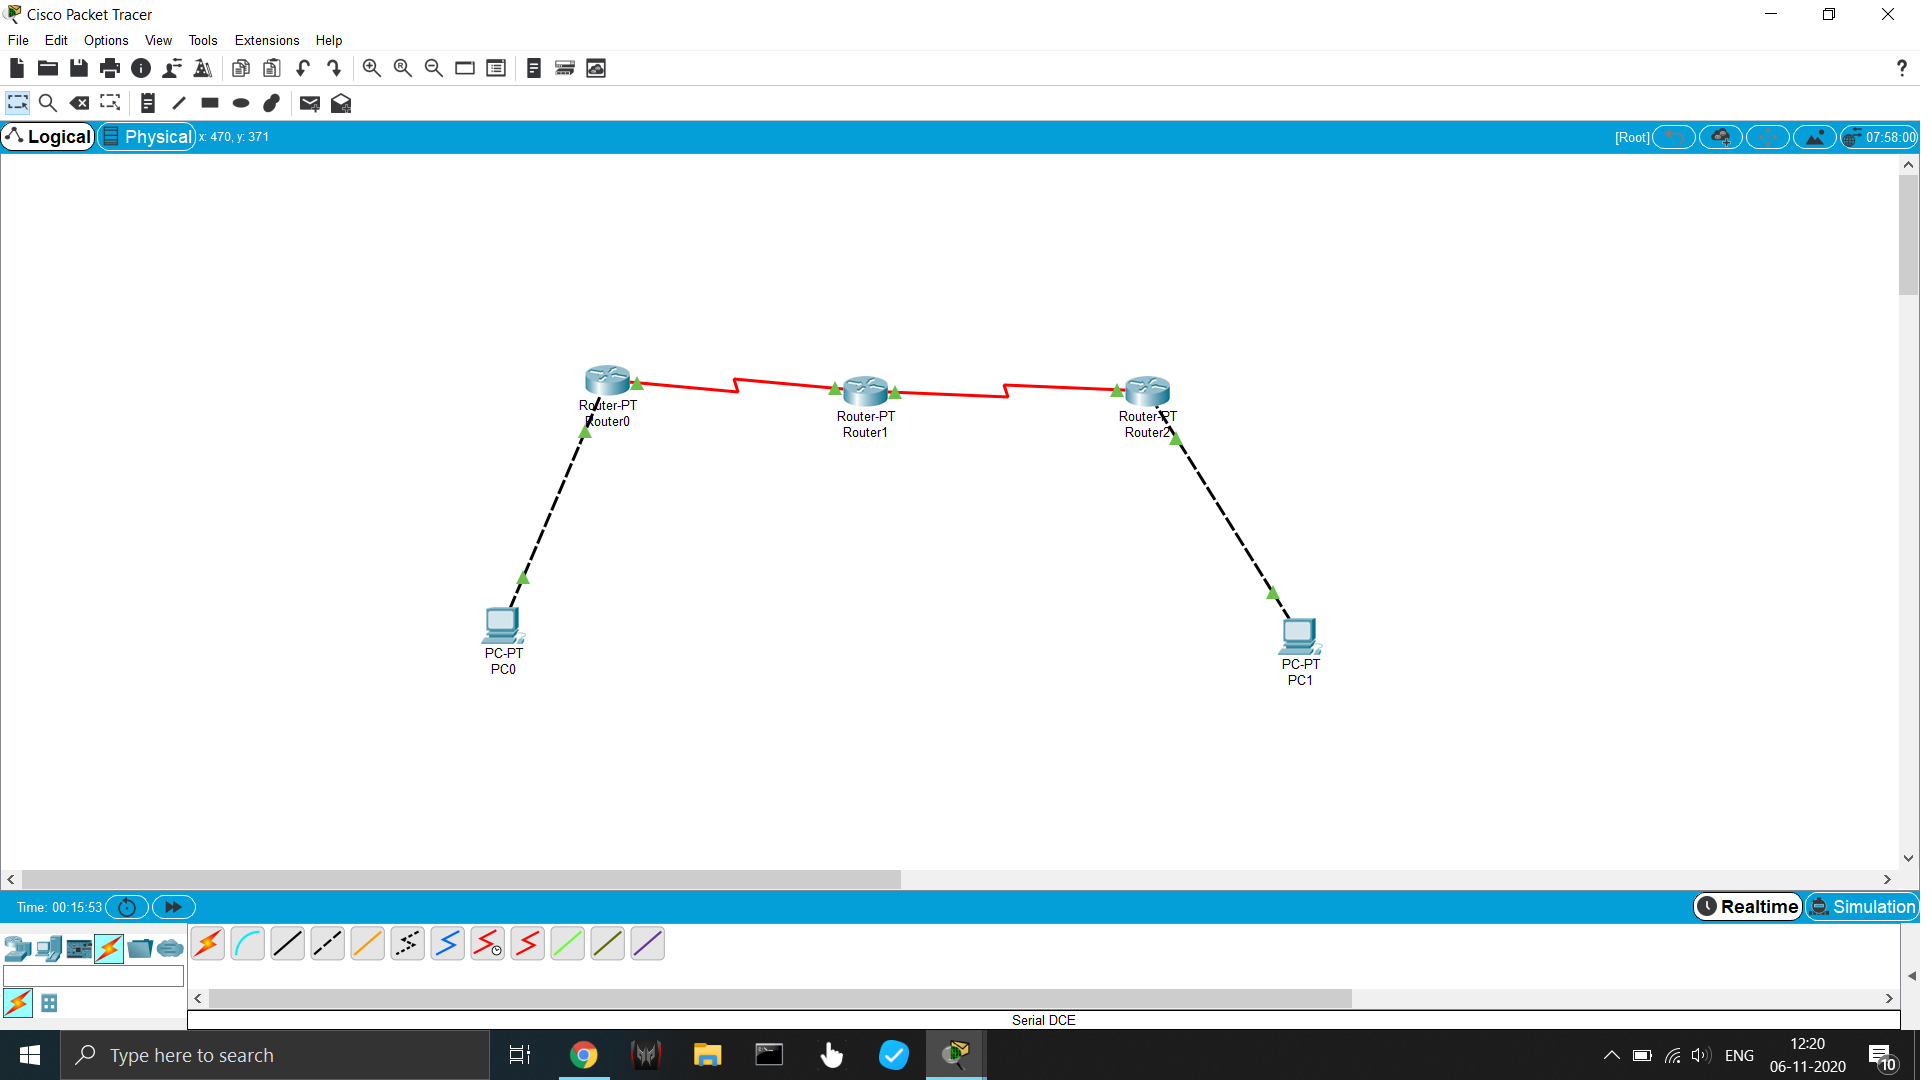 Cisco Packet Tracer
File Edit Options View Tools Extensions Help
?
Logical Physical x: 470, y: 371 [Root] 07:58:00
Router-PT
Router0
Router-PT
Router1
Router-PT
Router2
PC-PT
PC0
PC-PT
PC1
Time: 00:15:53 Realtime Simulation
Serial DCE
Type here to search
ENG
12:20
06-11-2020
10